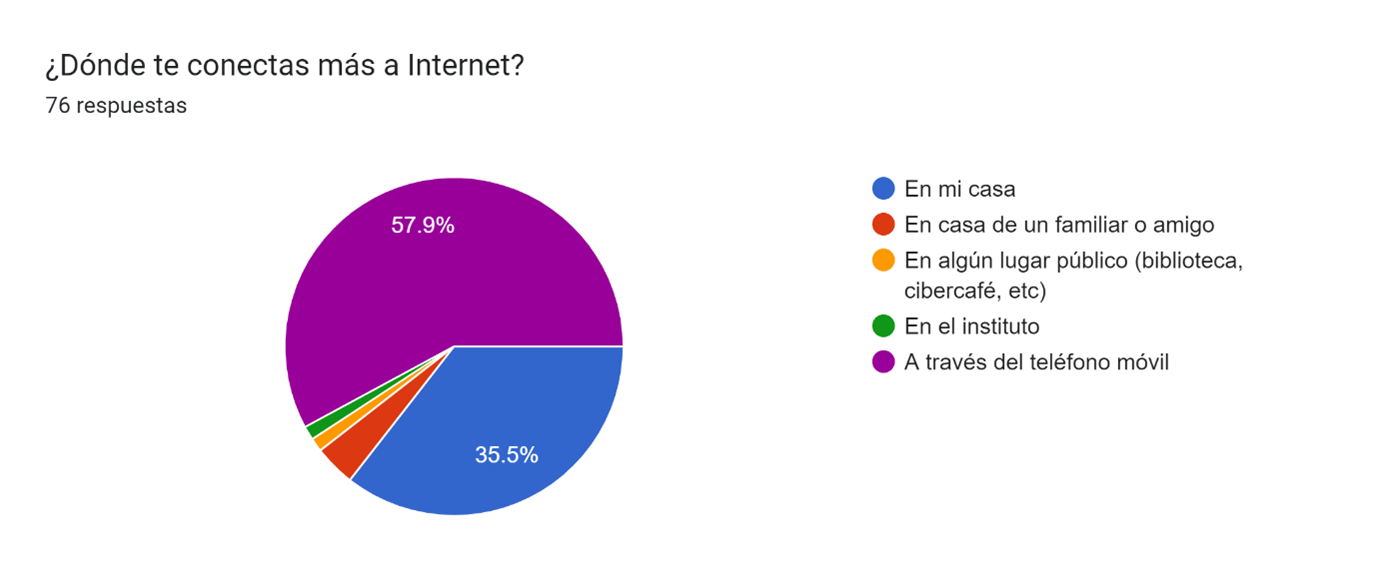 ¿Dónde te conectas más a Internet?
76 respuestas
57.9%
35.5%
En mi casa
En casa de un familiar o amigo
En algún lugar público (biblioteca,
cibercafé, etc)
En el instituto
A través del teléfono móvil